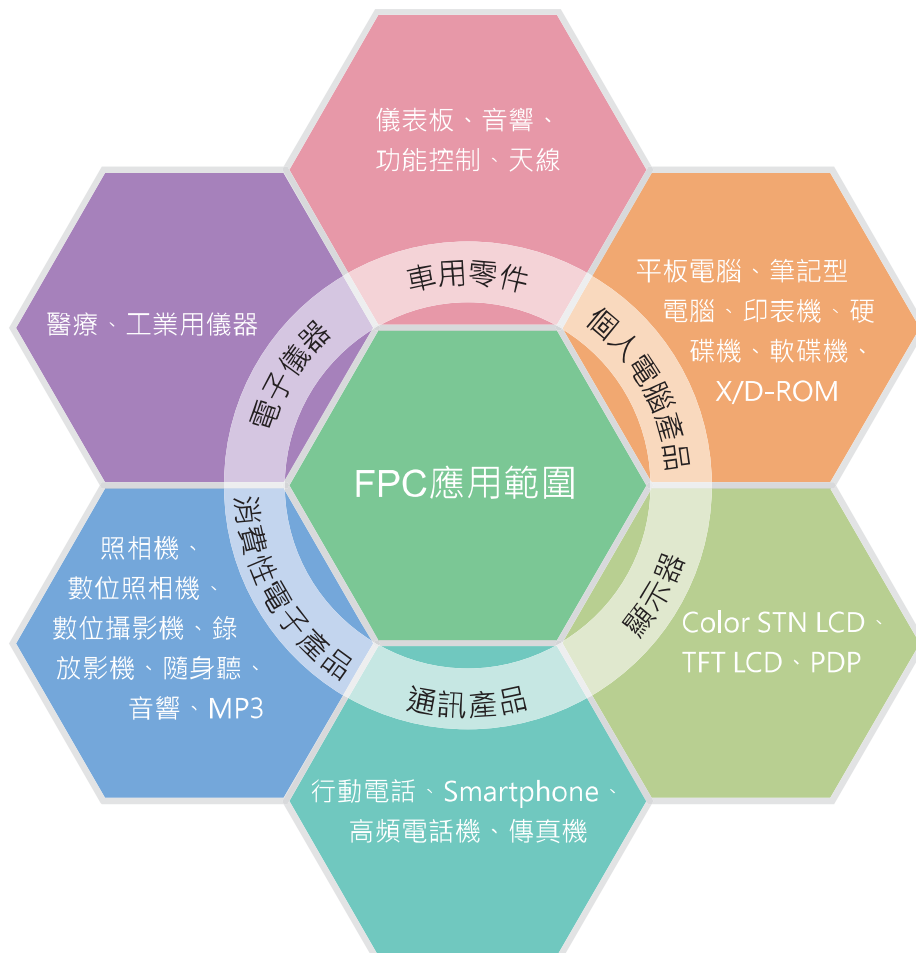 儀表板、音響、
功能控制、天線
車用零件
平板電腦、筆記型
電腦、印表機、硬
碟機、軟碟機、
X/D-ROM
個人電腦產品
醫療、工業用儀器
電子儀器
FPC應用範圍
照相機、
數位照相機、
數位攝影機、錄
放影機、隨身聽、
音響、MP3
消費性電子產品
Color STN LCD、
TFT LCD、PDP
顯示器
通訊產品
行動電話、Smartphone、
高頻電話機、傳真機